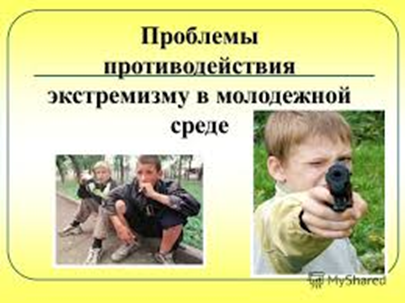 Проблемы
противодействия
экстремизму в молодежной
среде
MyShared